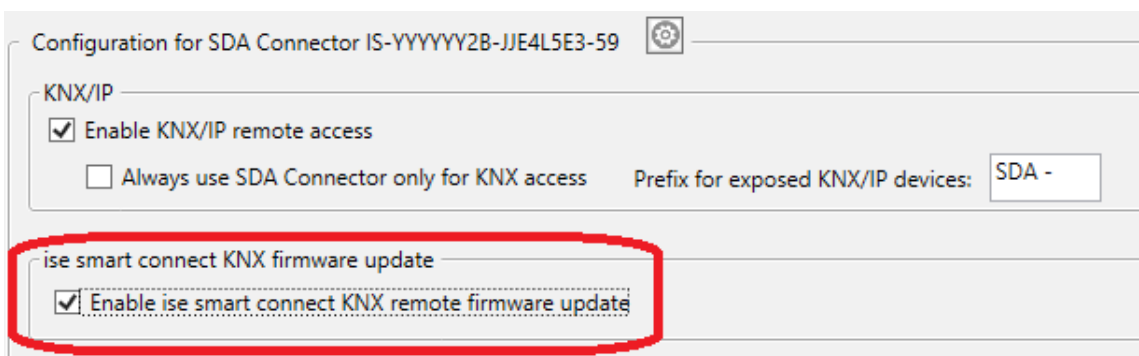 Configuration for SDA Connector IS-YYYYYY2B-JJE4L5E3-59
KNX/IP
Enable KNX/IP remote access
Always use SDA Connector only for KNX access Prefix for exposed KNX/IP devices: SDA -
ise smart connect KNX firmware update
Enable ise smart connect KNX remote firmware update